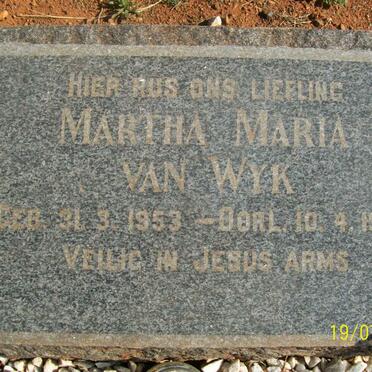 HIER RUS ONS LIEFLING
MARTHA MARIA
VAN WYK
GEB. 31.3.1953 – OORL. 10.4.1
VEILIG IN JESUS ARMS
19/0